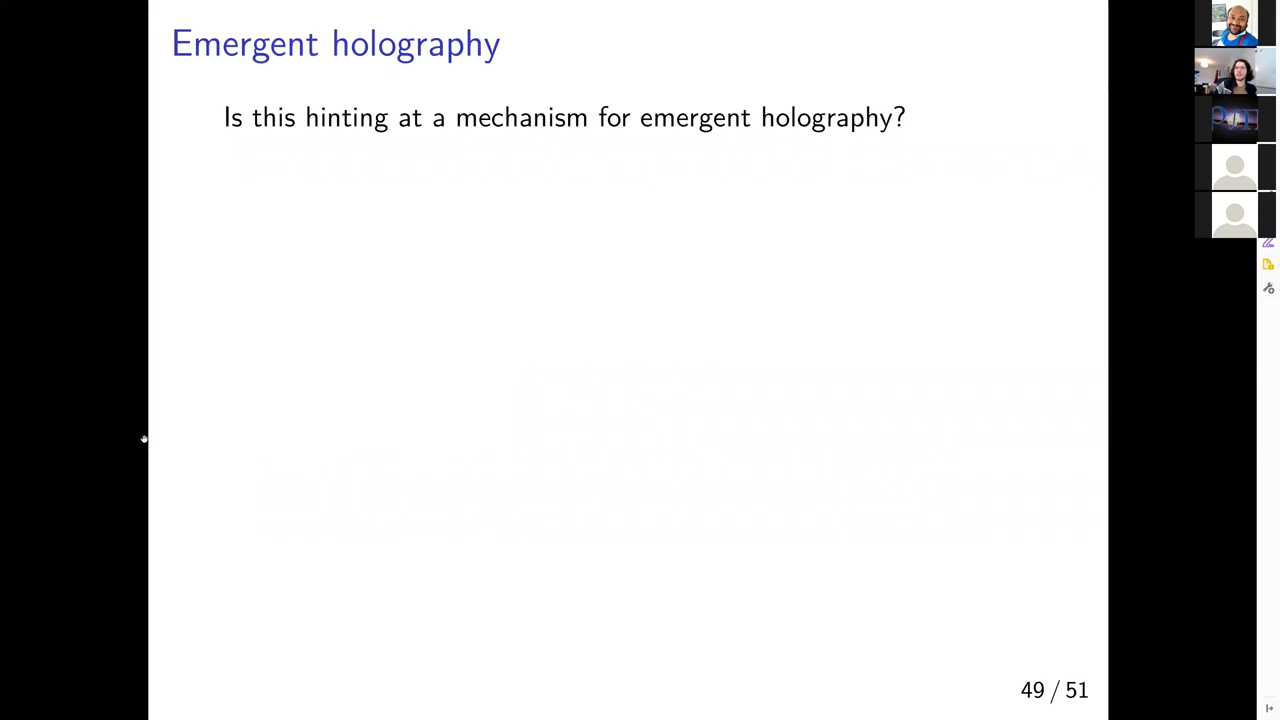 Emergent holography
Is this hinting at a mechanism for emergent holography?
49 / 51